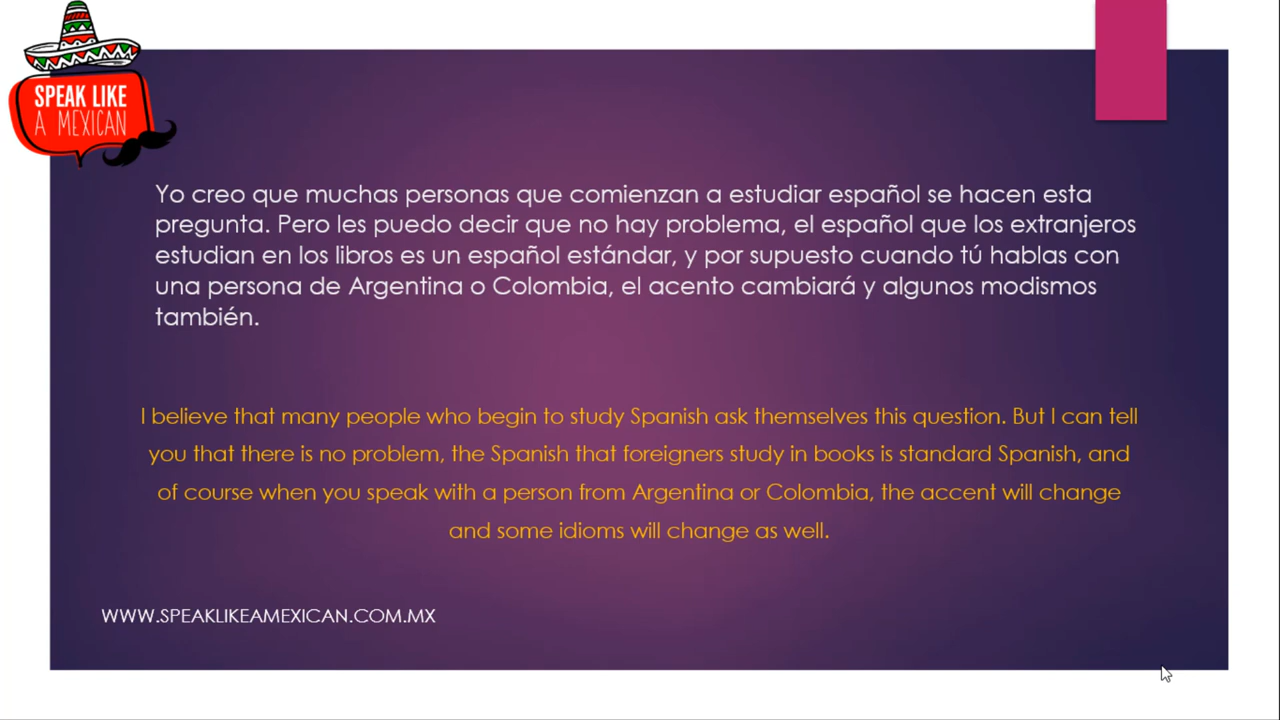 SPEAK LIKE
A MEXICAN
Yo creo que muchas personas que comienzan a estudiar español se hacen esta
pregunta. Pero les puedo decir que no hay problema, el español que los extranjeros
estudian en los libros es un español estándar, y por supuesto cuando tú hablas con
una persona de Argentina o Colombia, el acento cambiará y algunos modismos
también.
I believe that many people who begin to study Spanish ask themselves this question. But I can tell
you that there is no problem, the Spanish that foreigners study in books is standard Spanish, and
of course when you speak with a person from Argentina or Colombia, the accent will change
and some idioms will change as well.
WWW.SPEAKLIKEAMEXICAN.COM.MX